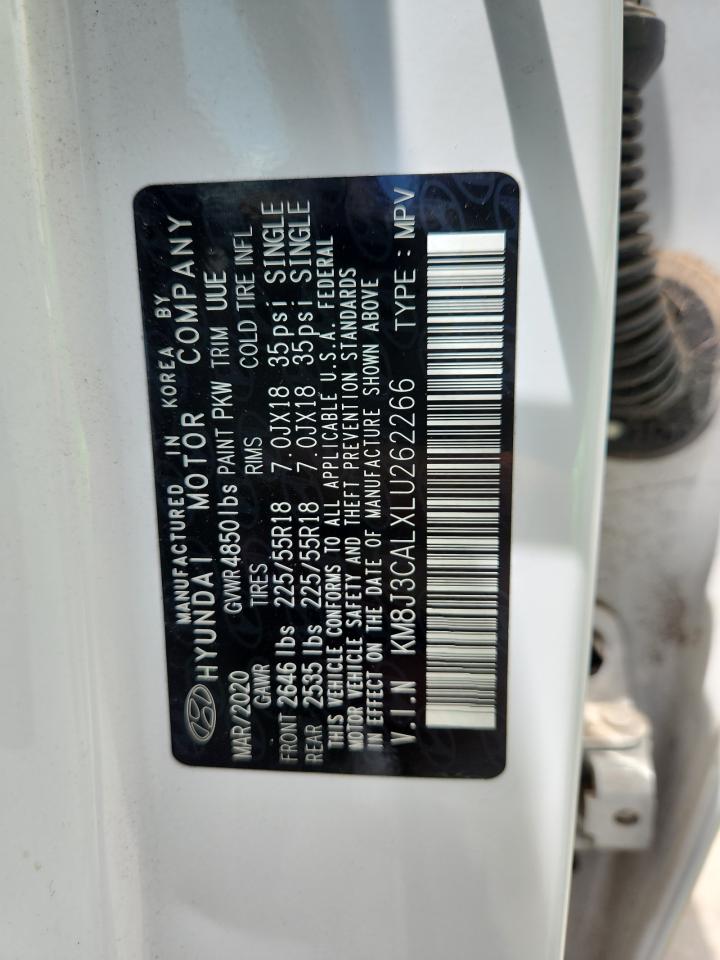 MANUFACTURED IN KOREA BY
HYUNDAI MOTOR COMPANY
MAR/2020 GVWR 4850lbs PAINT PKW TRIM UUE
GAWR TIRES RIMS COLD TIRE INFL
FRONT 2646 lbs 225/55R18 7.0JX18 35psi SINGLE
REAR 2535 lbs 225/55R18 7.0JX18 35psi SINGLE
THIS VEHICLE CONFORMS TO ALL APPLICABLE U.S.A. FEDERAL
MOTOR VEHICLE SAFETY AND THEFT PREVENTION STANDARDS
IN EFFECT ON THE DATE OF MANUFACTURE SHOWN ABOVE
V.I.N KM8J3CALXLU262266 TYPE : MPV